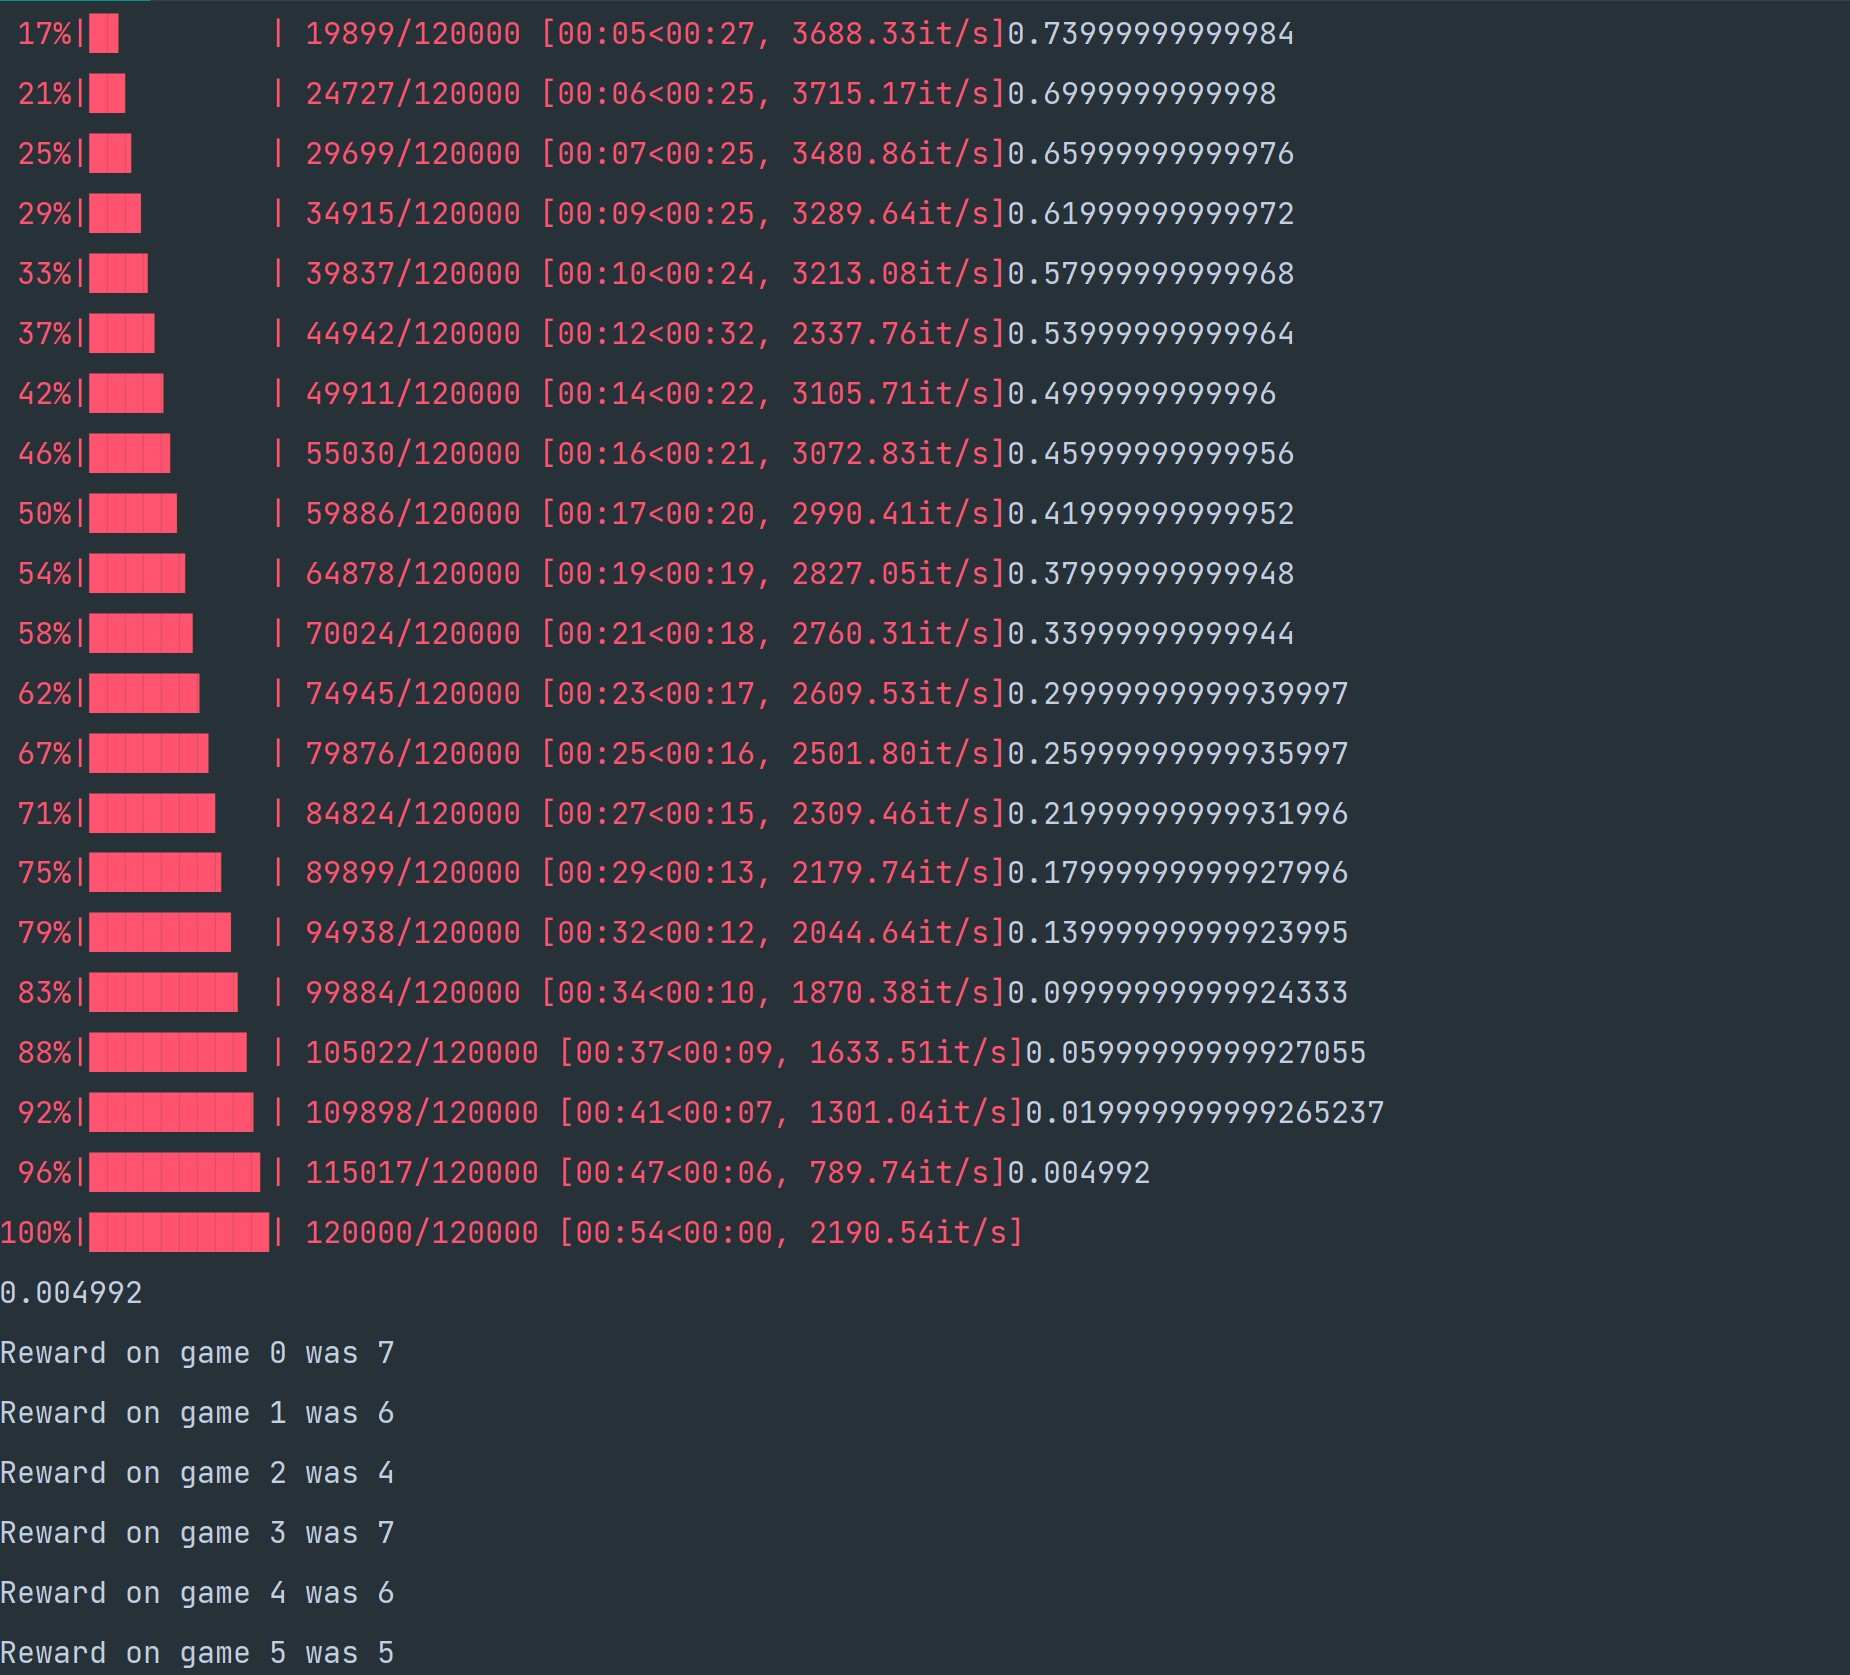 17%|██ | 19899/120000 [00:05<00:27, 3688.33it/s]0.73999999999984
21%|██ | 24727/120000 [00:06<00:25, 3715.17it/s]0.6999999999998
25%|██ | 29699/120000 [00:07<00:25, 3480.86it/s]0.65999999999976
29%|███ | 34915/120000 [00:09<00:25, 3289.64it/s]0.61999999999972
33%|███ | 39837/120000 [00:10<00:24, 3213.08it/s]0.57999999999968
37%|████ | 44942/120000 [00:12<00:32, 2337.76it/s]0.53999999999964
42%|████ | 49911/120000 [00:14<00:22, 3105.71it/s]0.4999999999996
46%|█████ | 55030/120000 [00:16<00:21, 3072.83it/s]0.45999999999956
50%|█████ | 59886/120000 [00:17<00:20, 2990.41it/s]0.41999999999952
54%|█████ | 64878/120000 [00:19<00:19, 2827.05it/s]0.37999999999948
58%|██████ | 70024/120000 [00:21<00:18, 2760.31it/s]0.33999999999944
62%|██████ | 74945/120000 [00:23<00:17, 2609.53it/s]0.29999999999939997
67%|███████ | 79876/120000 [00:25<00:16, 2501.80it/s]0.25999999999935997
71%|███████ | 84824/120000 [00:27<00:15, 2309.46it/s]0.21999999999931996
75%|███████ | 89899/120000 [00:29<00:13, 2179.74it/s]0.17999999999927996
79%|████████ | 94938/120000 [00:32<00:12, 2044.64it/s]0.13999999999923995
83%|████████ | 99884/120000 [00:34<00:10, 1870.38it/s]0.09999999999924333
88%|█████████ | 105022/120000 [00:37<00:09, 1633.51it/s]0.05999999999927055
92%|█████████ | 109898/120000 [00:41<00:07, 1301.04it/s]0.019999999999265237
96%|██████████| 115017/120000 [00:47<00:06, 789.74it/s]0.004992
100%|██████████| 120000/120000 [00:54<00:00, 2190.54it/s]
0.004992
Reward on game 0 was 7
Reward on game 1 was 6
Reward on game 2 was 4
Reward on game 3 was 7
Reward on game 4 was 6
Reward on game 5 was 5